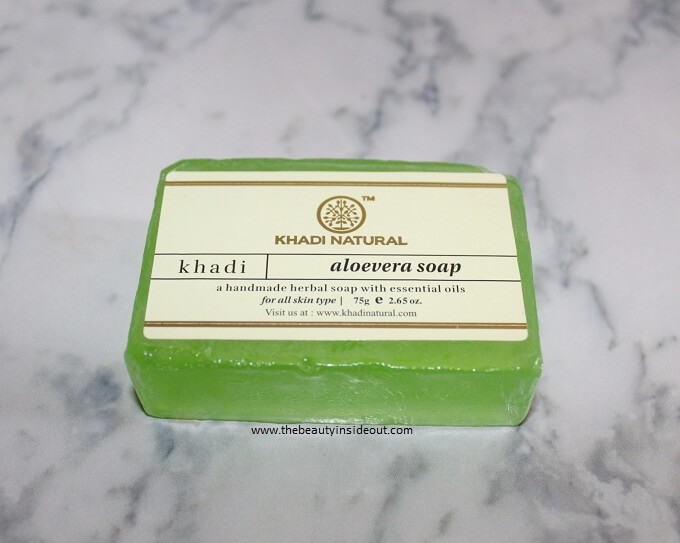 TM
KHADI NATURAL
khadi aloevera soap
a handmade herbal soap with essential oils
for all skin type | 75g e 2.65 oz.
Visit us at : www.khadinatural.com
www.thebeautyinsideout.com